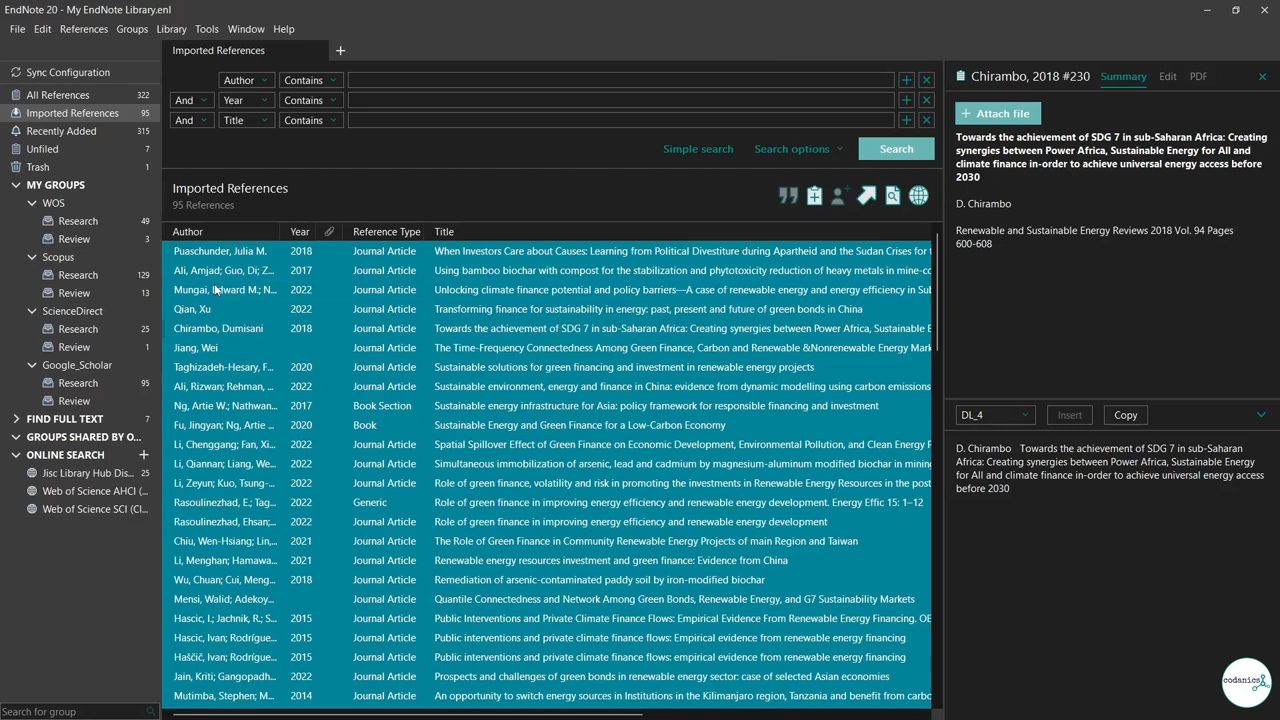 EndNote 20 - My EndNote Library.enl
File Edit References Groups Library Tools Window Help
Sync Configuration
All References 322
Imported References 95
Recently Added 315
Unfiled 7
Trash 1
MY GROUPS
WOS
Research 49
Review 3
Scopus
Research 129
Review 13
ScienceDirect
Research 25
Review 1
Google_Scholar
Research 95
Review
FIND FULL TEXT 7
GROUPS SHARED BY O...
ONLINE SEARCH +
Jisc Library Hub Dis... 25
Web of Science AHCI (...
Web of Science SCI (Cl...
Search for group
Imported References +
Author Contains
And Year Contains
And Title Contains
Simple search Search options Search
Imported References
95 References
Author Year Reference Type Title
Puaschunder, Julia M. 2018 Journal Article When Investors Care about Causes: Learning from Political Divestiture during Apartheid and the Sudan Crises for
Ali, Amjad; Guo, Di; Z... 2017 Journal Article Using bamboo biochar with compost for the stabilization and phytotoxicity reduction of heavy metals in mine-co
Mungai, Edward M.; N... 2022 Journal Article Unlocking climate finance potential and policy barriers—A case of renewable energy and energy efficiency in Sub
Qian, Xu 2022 Journal Article Transforming finance for sustainability in energy: past, present and future of green bonds in China
Chirambo, Dumisani 2018 Journal Article Towards the achievement of SDG 7 in sub-Saharan Africa: Creating synergies between Power Africa, Sustainable E
Jiang, Wei Journal Article The Time-Frequency Connectedness Among Green Finance, Carbon and Renewable &Nonrenewable Energy Mark
Taghizadeh-Hesary, F... 2020 Journal Article Sustainable solutions for green financing and investment in renewable energy projects
Ali, Rizwan; Rehman, ... 2022 Journal Article Sustainable environment, energy and finance in China: evidence from dynamic modelling using carbon emissions
Ng, Artie W.; Nathwan... 2017 Book Section Sustainable energy infrastructure for Asia: policy framework for responsible financing and investment
Fu, Jingyan; Ng, Artie ... 2020 Book Sustainable Energy and Green Finance for a Low-Carbon Economy
Li, Chenggang; Fan, Xi... 2022 Journal Article Spatial Spillover Effect of Green Finance on Economic Development, Environmental Pollution, and Clean Energy P
Li, Qiannan; Liang, We... 2022 Journal Article Simultaneous immobilization of arsenic, lead and cadmium by magnesium-aluminum modified biochar in mining
Li, Zeyun; Kuo, Tsung-... 2022 Journal Article Role of green finance, volatility and risk in promoting the investments in Renewable Energy Resources in the post
Rasoulinezhad, E.; Tag... 2022 Generic Role of green finance in improving energy efficiency and renewable energy development. Energy Effic 15: 1–12
Rasoulinezhad, Ehsan;... 2022 Journal Article Role of green finance in improving energy efficiency and renewable energy development
Chiu, Wen-Hsiang; Lin,... 2021 Journal Article The Role of Green Finance in Community Renewable Energy Projects of main Region and Taiwan
Li, Menghan; Hamawa... 2021 Journal Article Renewable energy resources investment and green finance: Evidence from China
Wu, Chuan; Cui, Meng... 2018 Journal Article Remediation of arsenic-contaminated paddy soil by iron-modified biochar
Mensi, Walid; Adekoy... Journal Article Quantile Connectedness and Network Among Green Bonds, Renewable Energy, and G7 Sustainability Markets
Hascic, I.; Jachnik, R.; S... 2015 Journal Article Public Interventions and Private Climate Finance Flows: Empirical Evidence From Renewable Energy Financing. OE
Hascic, Ivan; Rodrígue... 2015 Journal Article Public interventions and private climate finance flows: Empirical evidence from renewable energy financing
Haščič, Ivan; Rodrígue... 2015 Journal Article Public interventions and private climate finance flows: empirical evidence from renewable energy financing
Jain, Kriti; Gangopadh... 2022 Journal Article Prospects and challenges of green bonds in renewable energy sector: case of selected Asian economies
Mutimba, Stephen; M... 2014 Journal Article An opportunity to switch energy sources in Institutions in the Kilimanjaro region, Tanzania and benefit from carbo
Chirambo, 2018 #230 Summary Edit PDF
+ Attach file
Towards the achievement of SDG 7 in sub-Saharan Africa: Creating
synergies between Power Africa, Sustainable Energy for All and
climate finance in-order to achieve universal energy access before
2030
D. Chirambo
Renewable and Sustainable Energy Reviews 2018 Vol. 94 Pages
600-608
DL_4 Insert Copy
D. Chirambo Towards the achievement of SDG 7 in sub-Saharan
Africa: Creating synergies between Power Africa, Sustainable Energy
for All and climate finance in-order to achieve universal energy access
before 2030
codanics